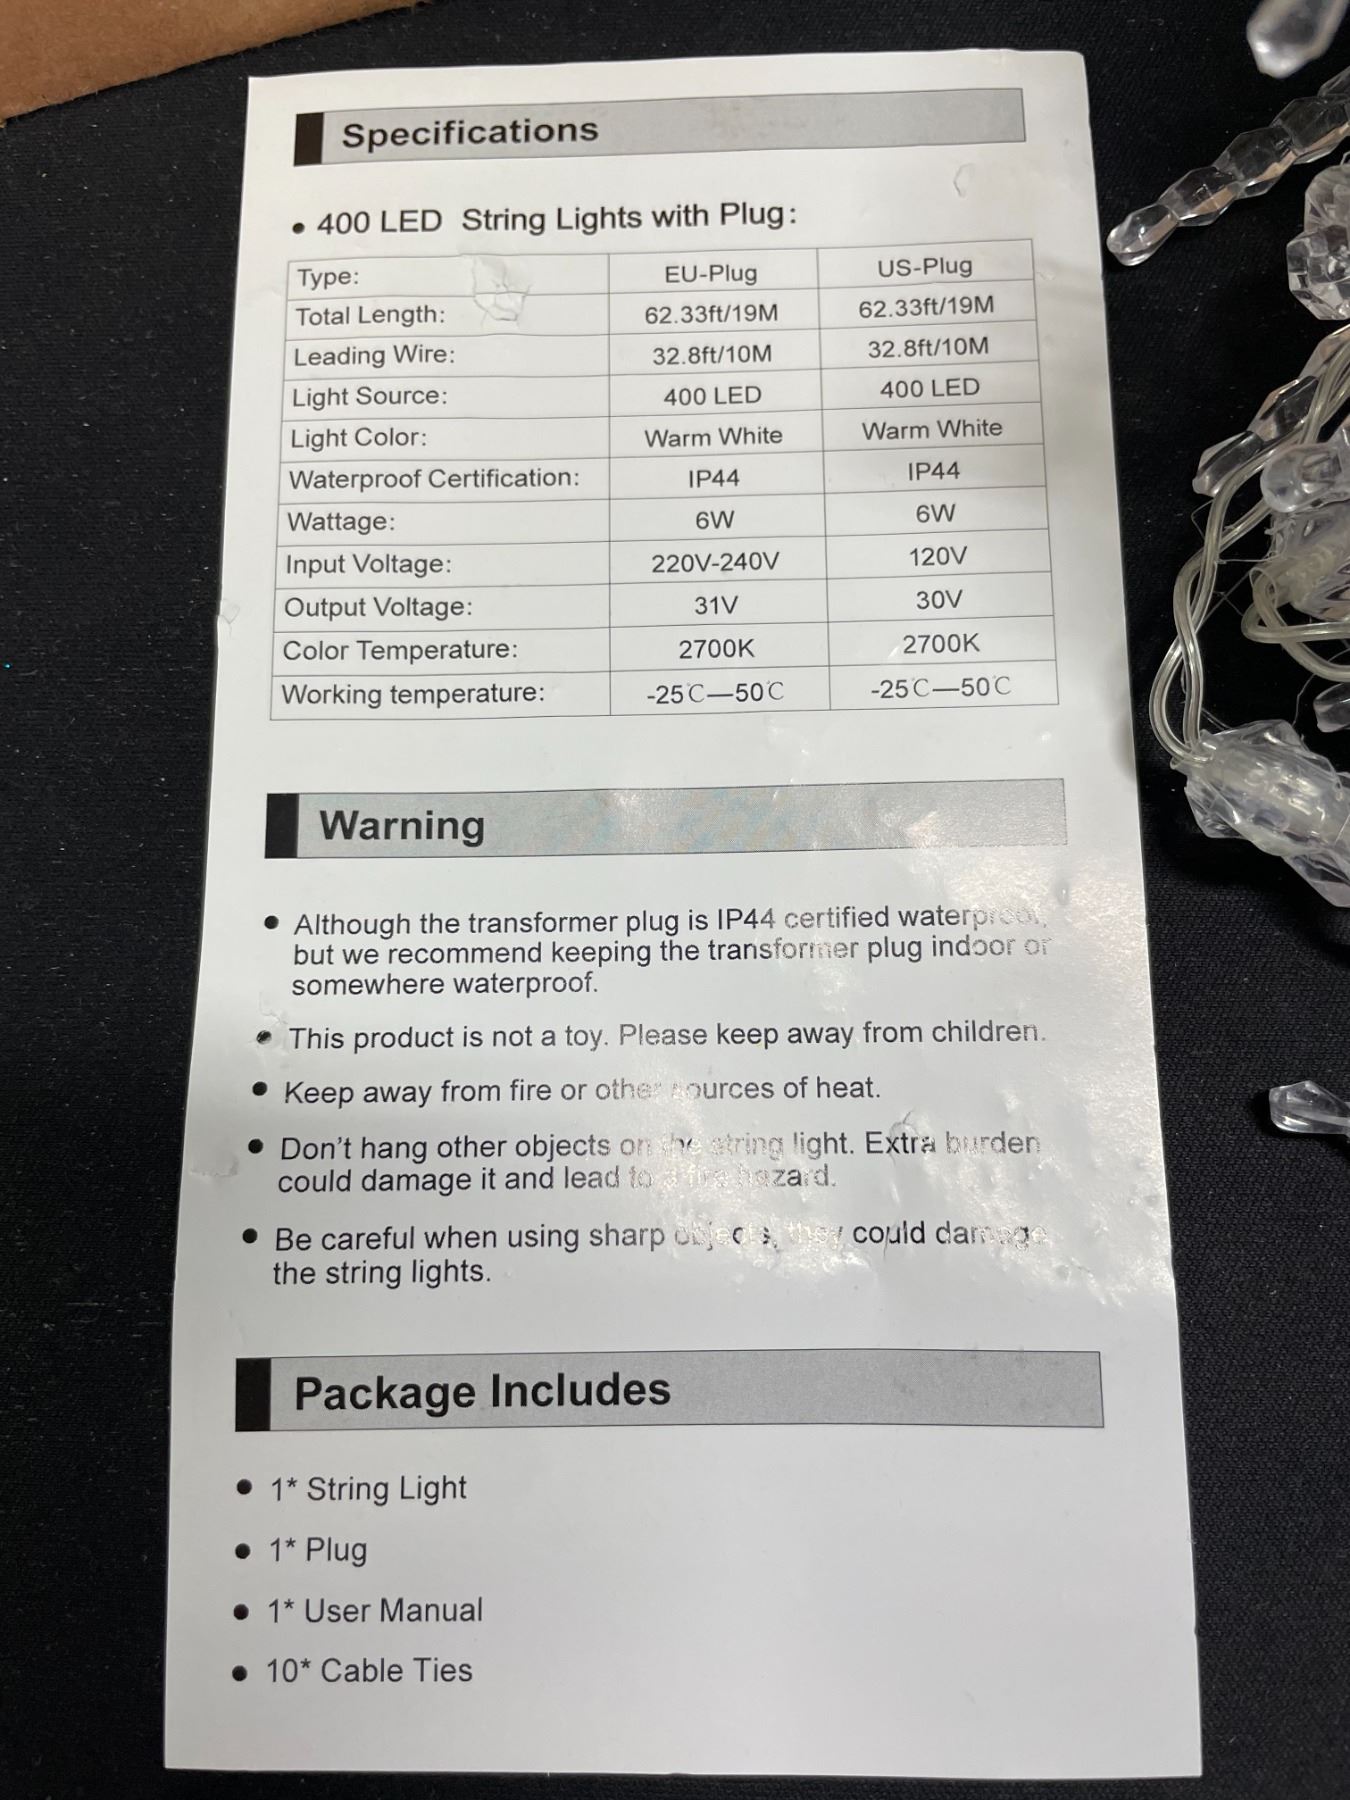 Specifications
• 400 LED String Lights with Plug:
Type: EU-Plug US-Plug
Total Length: 62.33ft/19M 62.33ft/19M
Leading Wire: 32.8ft/10M 32.8ft/10M
Light Source: 400 LED 400 LED
Light Color: Warm White Warm White
Waterproof Certification: IP44 IP44
Wattage: 6W 6W
Input Voltage: 220V-240V 120V
Output Voltage: 31V 30V
Color Temperature: 2700K 2700K
Working temperature: -25℃—50℃ -25℃—50℃
Warning
• Although the transformer plug is IP44 certified waterproof,
but we recommend keeping the transformer plug indoor or
somewhere waterproof.
• This product is not a toy. Please keep away from children.
• Keep away from fire or other sources of heat.
• Don't hang other objects on the string light. Extra burden
could damage it and lead to a fire hazard.
• Be careful when using sharp objects, they could damage
the string lights.
Package Includes
• 1* String Light
• 1* Plug
• 1* User Manual
• 10* Cable Ties